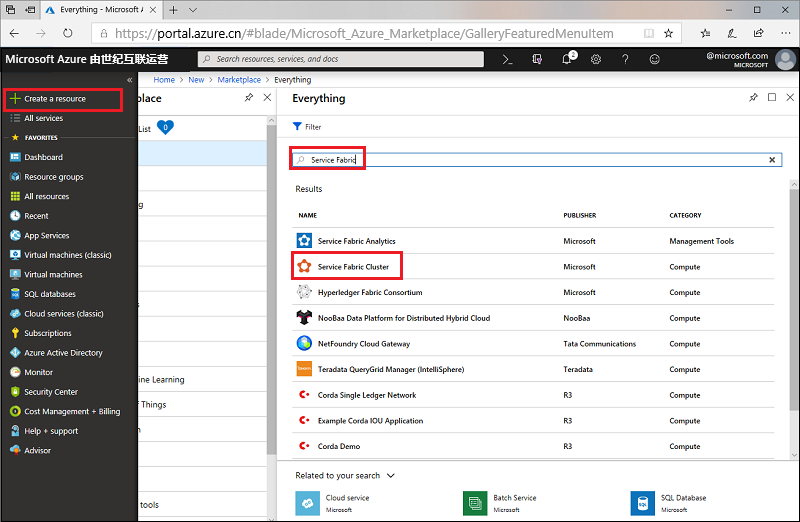 Everything - Microsoft A
https://portal.azure.cn/#blade/Microsoft_Azure_Marketplace/GalleryFeaturedMenuItem
Microsoft Azure 由世纪互联运营
Search resources, services, and docs
2
@microsoft.com
MICROSOFT
Home > New > Marketplace > Everything
Create a resource
All services
FAVORITES
Dashboard
Resource groups
All resources
Recent
App Services
Virtual machines (classic)
Virtual machines
SQL databases
Cloud services (classic)
Subscriptions
Azure Active Directory
Monitor
Security Center
Cost Management + Billing
Help + support
Advisor
place
List
0
ng
s
ine Learning
f Things
n
tools
Everything
Filter
Service Fabric
Results
NAME PUBLISHER CATEGORY
Service Fabric Analytics Microsoft Management Tools
Service Fabric Cluster Microsoft Compute
Hyperledger Fabric Consortium Microsoft Compute
NooBaa Data Platform for Distributed Hybrid Cloud NooBaa Compute
NetFoundry Cloud Gateway Tata Communications Compute
Teradata QueryGrid Manager (IntelliSphere) Teradata Compute
Corda Single Ledger Network R3 Compute
Example Corda IOU Application R3 Compute
Corda Demo R3 Compute
Related to your search
Cloud service
Microsoft
Batch Service
Microsoft
SQL Database
Microsoft